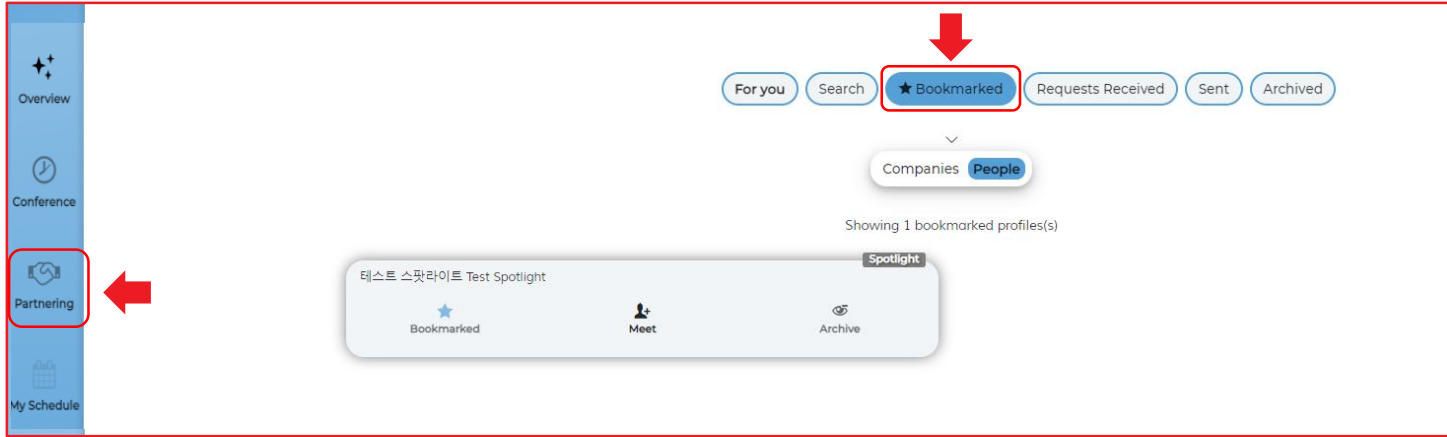 Overview
Conference
Partnering
My Schedule
For you Search Bookmarked Requests Received Sent Archived
Companies People
Showing 1 bookmarked profiles(s)
Spotlight
테스트 스팟라이트 Test Spotlight
Bookmarked Meet Archive